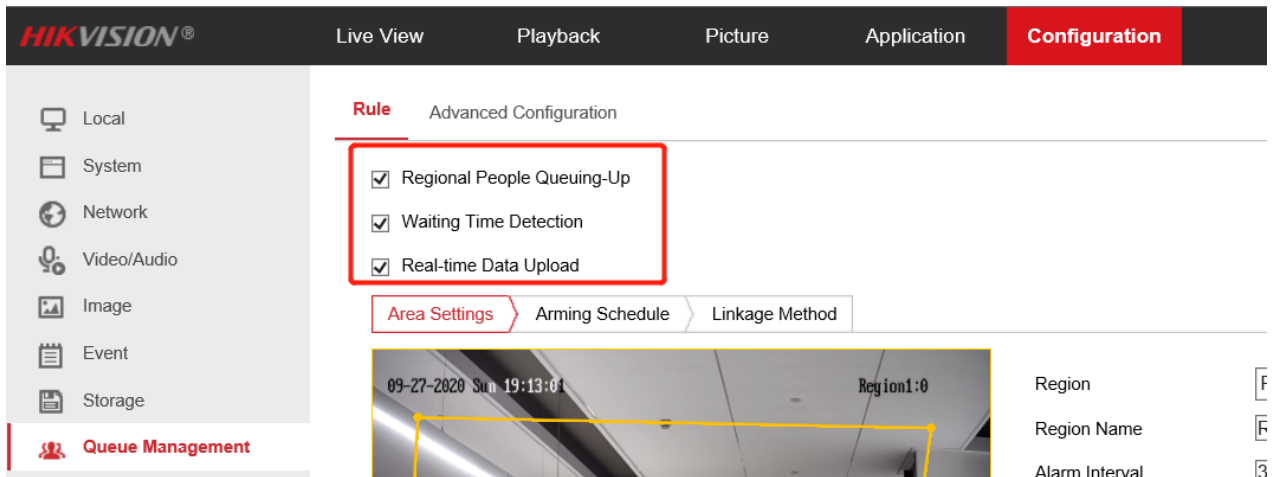 HIKVISION®
Live View Playback Picture Application Configuration
Local
System
Network
Video/Audio
Image
Event
Storage
Queue Management
Rule Advanced Configuration
Regional People Queuing-Up
Waiting Time Detection
Real-time Data Upload
Area Settings Arming Schedule Linkage Method
09-27-2020 Sun 19:13:01 Region1:0
Region
Region Name
Alarm Interval